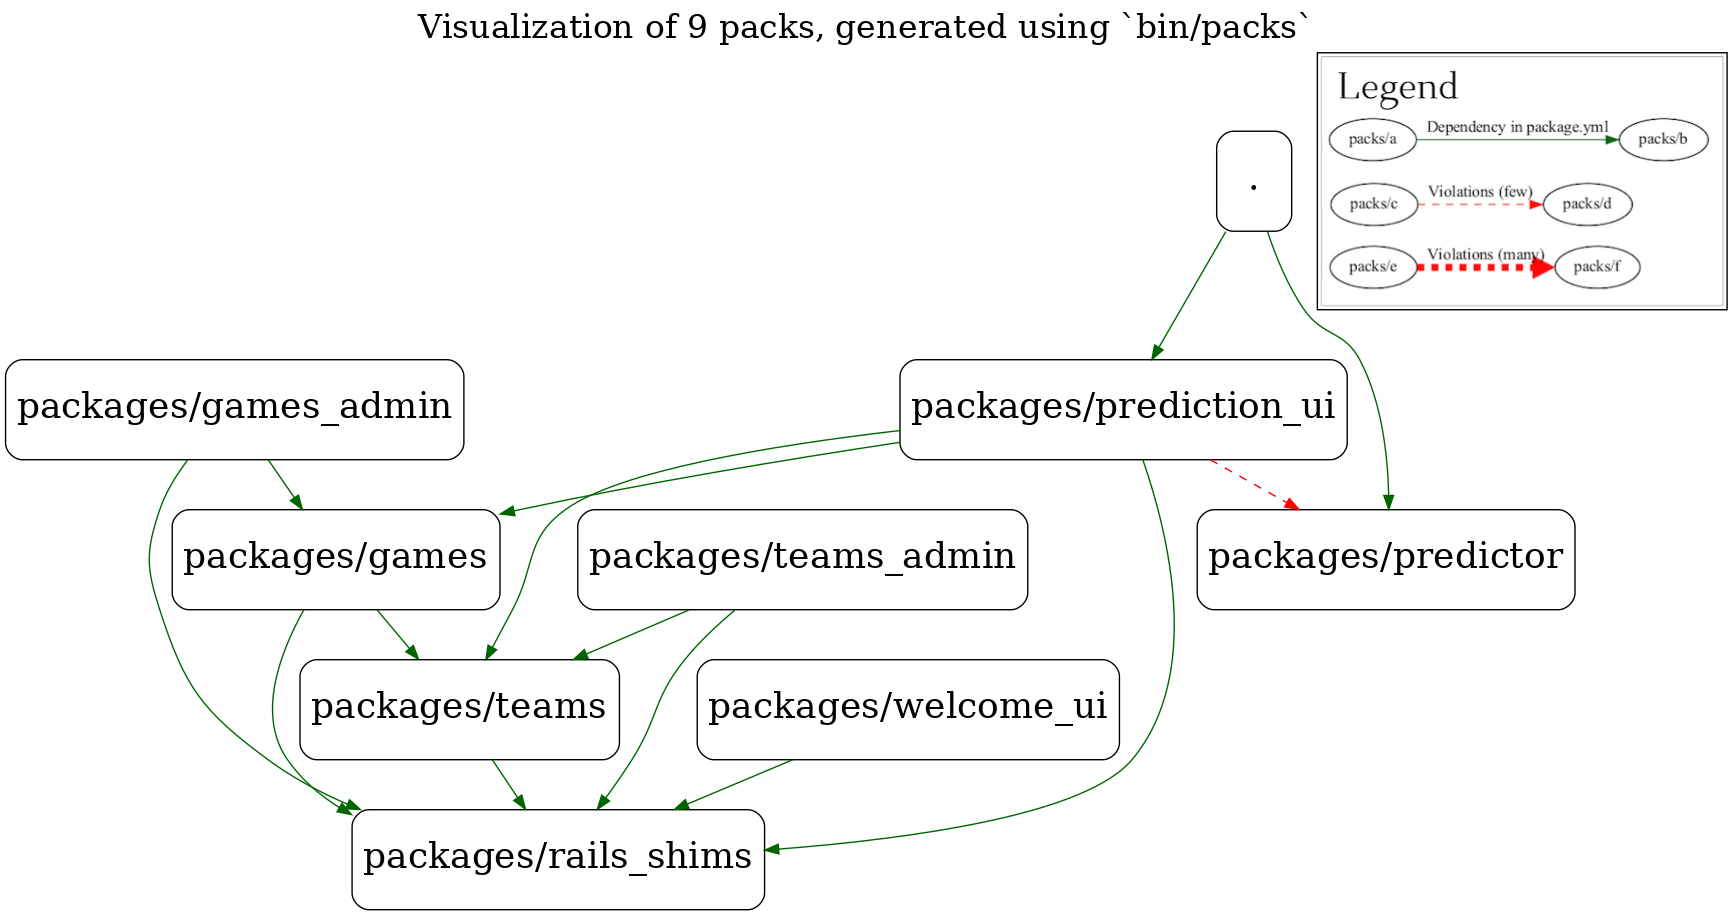 Visualization of 9 packs, generated using `bin/packs`
Legend
packs/a
Dependency in package.yml
packs/b
packs/c
Violations (few)
packs/d
packs/e
Violations (many)
packs/f
.
packages/games_admin
packages/prediction_ui
packages/games
packages/teams_admin
packages/predictor
packages/teams
packages/welcome_ui
packages/rails_shims